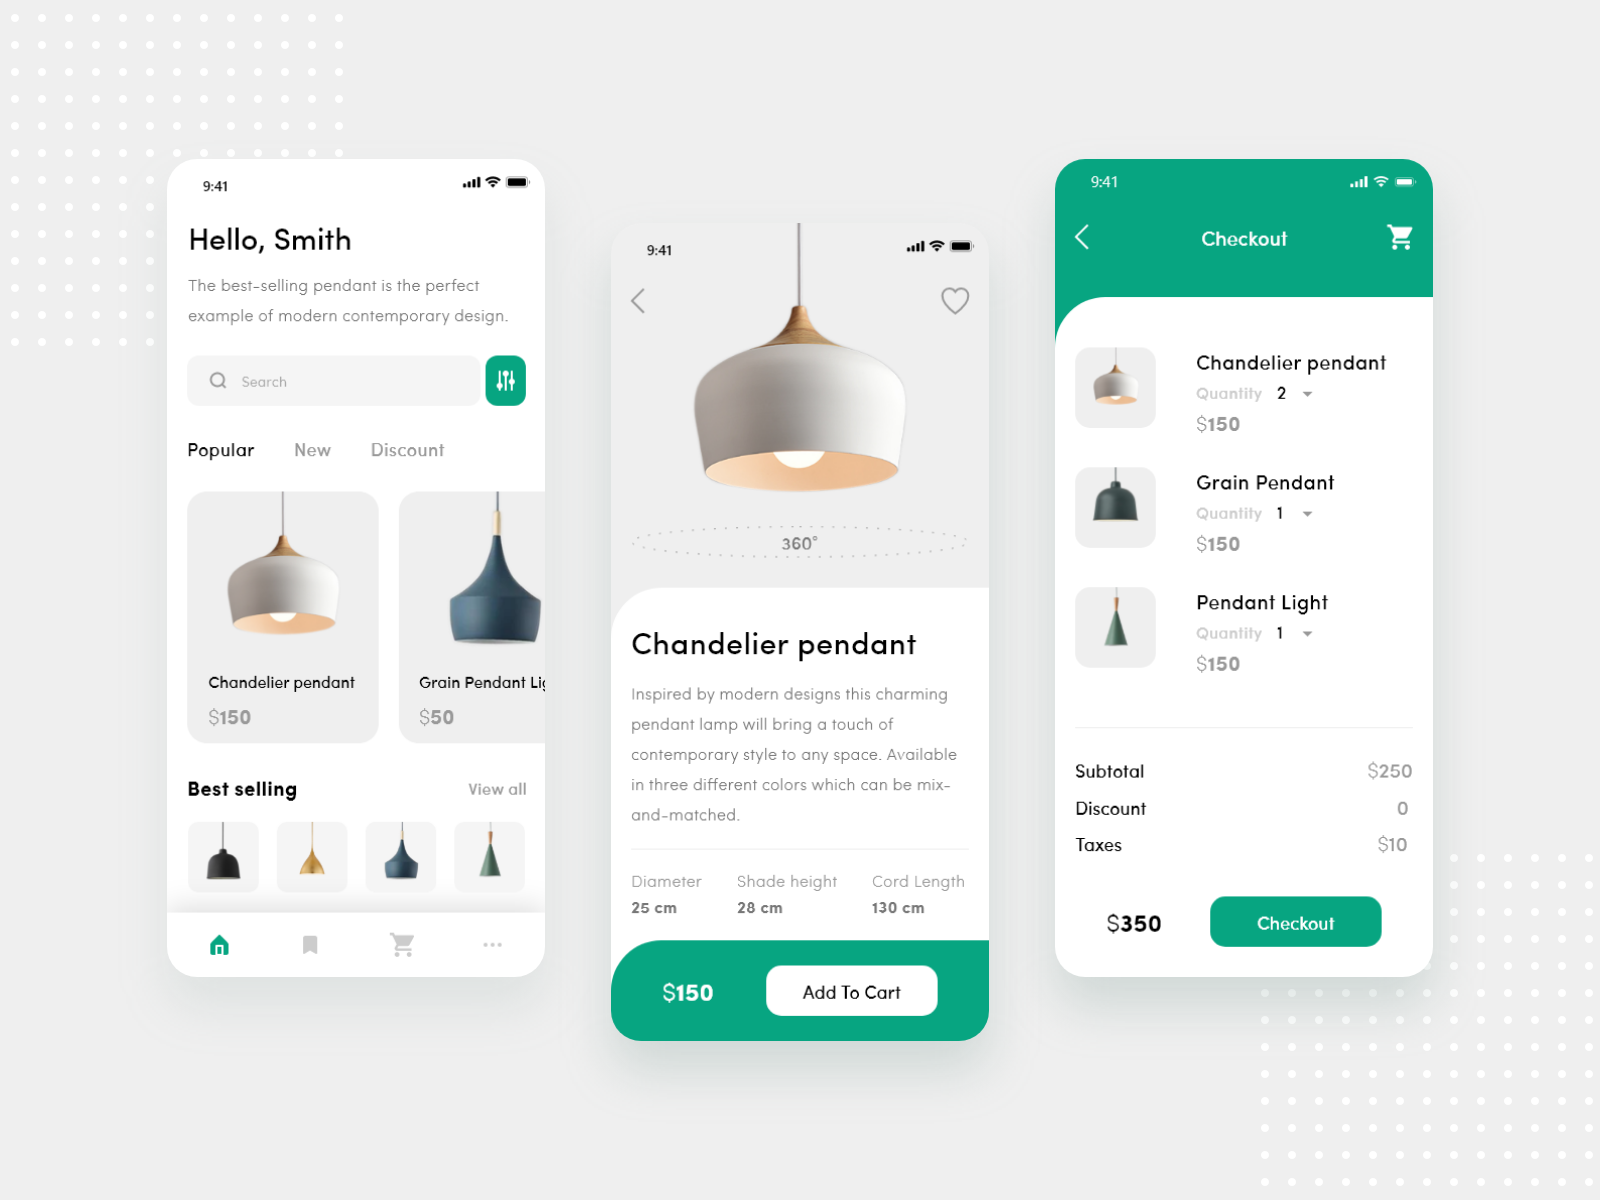 9:41
Hello, Smith
The best-selling pendant is the perfect
example of modern contemporary design.
Search
Popular New Discount
Chandelier pendant
$150
Grain Pendant Lig
$50
Best selling View all
9:41
360°
Chandelier pendant
Inspired by modern designs this charming
pendant lamp will bring a touch of
contemporary style to any space. Available
in three different colors which can be mix-
and-matched.
Diameter Shade height Cord Length
25 cm 28 cm 130 cm
$150 Add To Cart
9:41
Checkout
Chandelier pendant
Quantity 2
$150
Grain Pendant
Quantity 1
$150
Pendant Light
Quantity 1
$150
Subtotal $250
Discount 0
Taxes $10
$350 Checkout